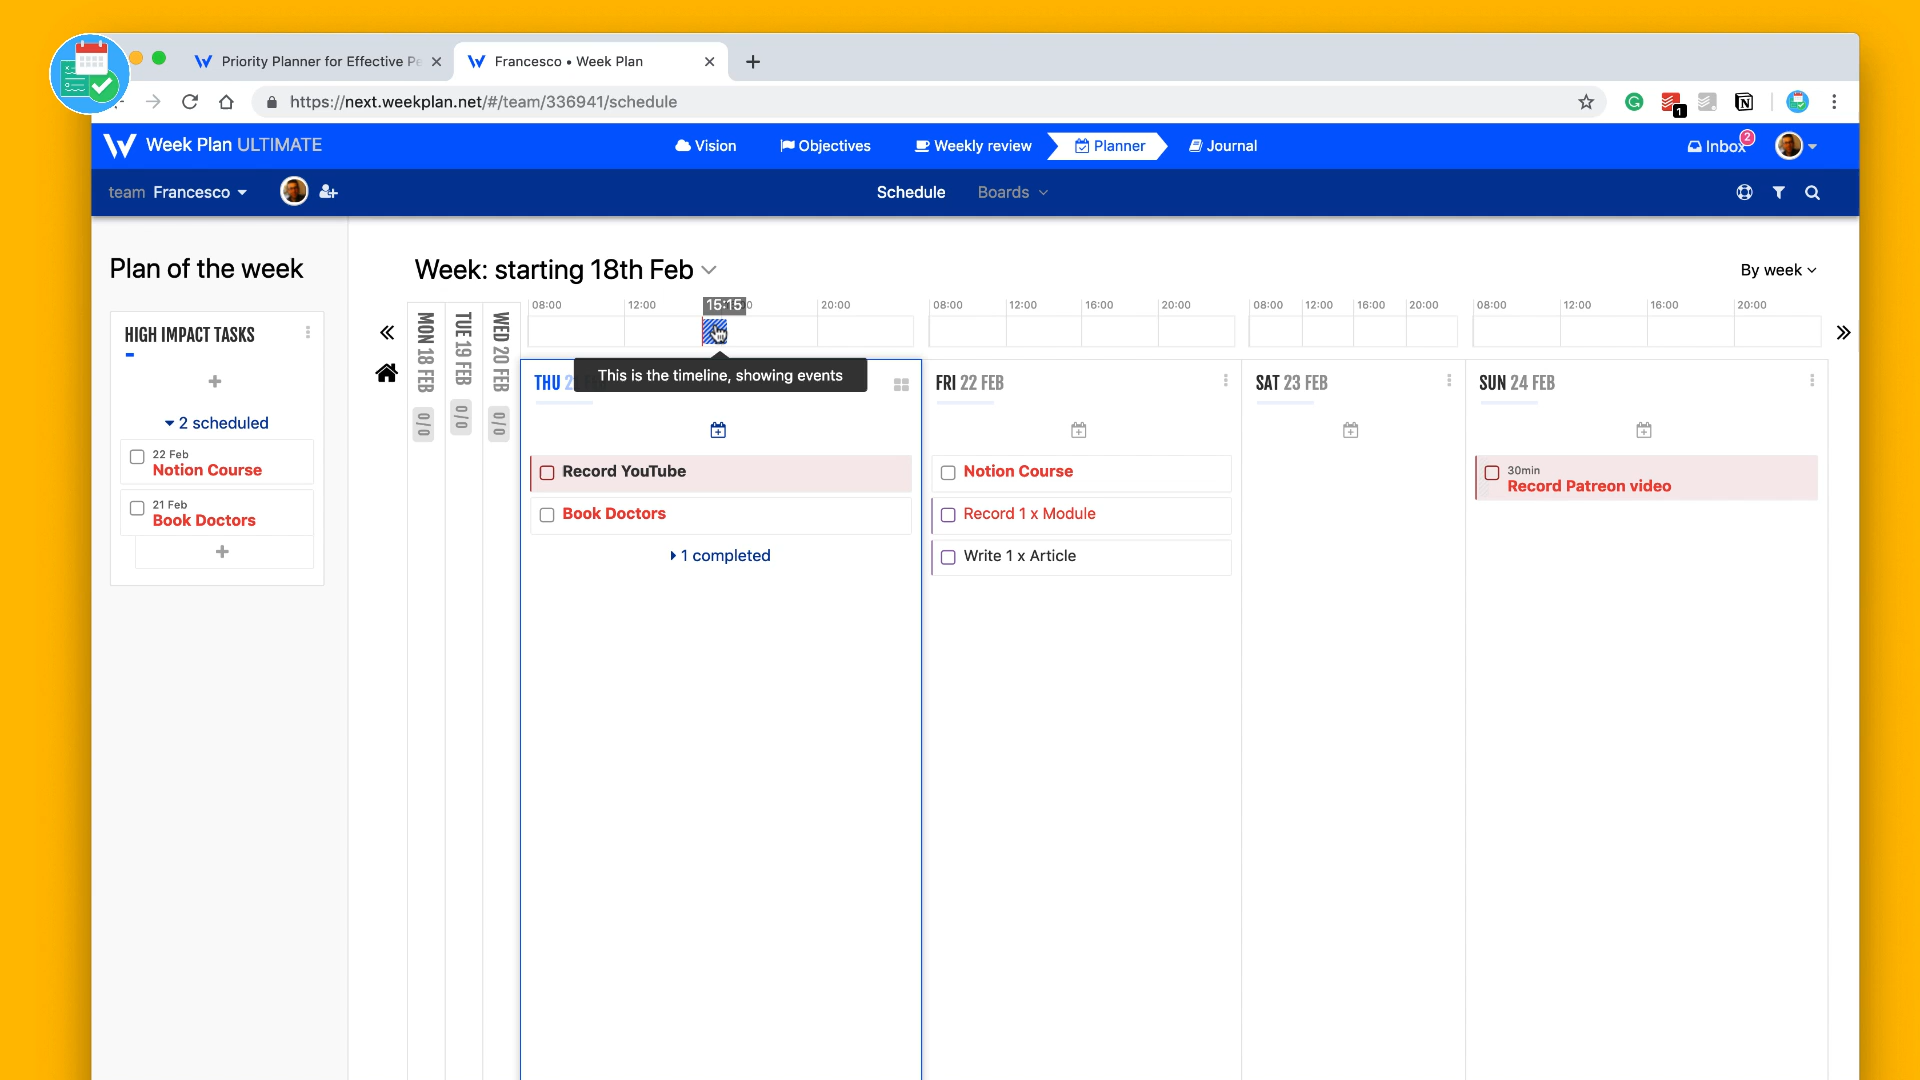 Priority Planner for Effective Pe
Francesco • Week Plan
https://next.weekplan.net/#/team/336941/schedule
1
Week Plan ULTIMATE
Vision
Objectives
Weekly review
Planner
Journal
Inbox
2
team Francesco
Schedule
Boards
Plan of the week
Week: starting 18th Feb
By week
08:00 12:00 15:15 20:00
08:00 12:00 16:00 20:00
08:00 12:00 16:00 20:00
08:00 12:00 16:00 20:00
HIGH IMPACT TASKS
2 scheduled
22 Feb
Notion Course
21 Feb
Book Doctors
MON 18 FEB
0/0
TUE 19 FEB
0/0
WED 20 FEB
0/0
This is the timeline, showing events
THU 2
Record YouTube
Book Doctors
1 completed
FRI 22 FEB
Notion Course
Record 1 x Module
Write 1 x Article
SAT 23 FEB
SUN 24 FEB
30min
Record Patreon video